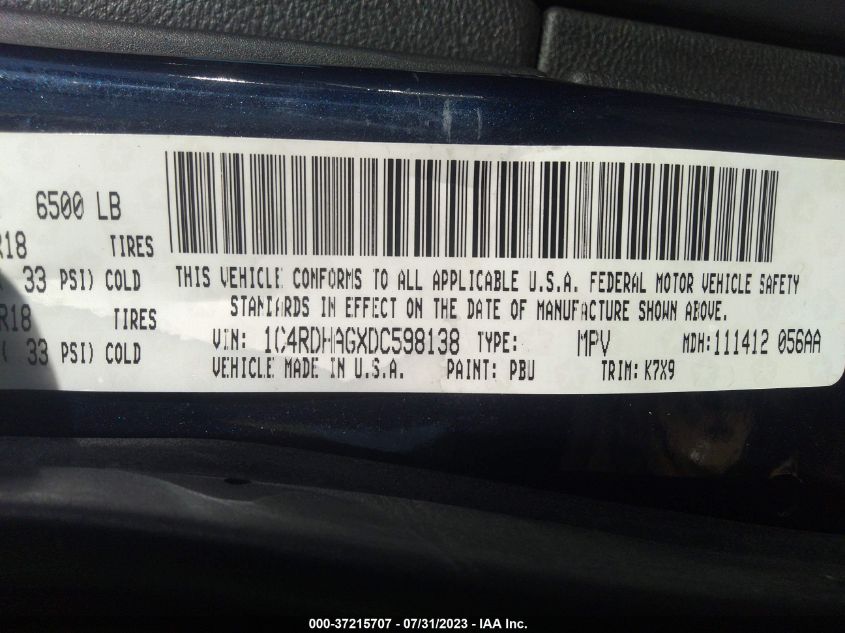 6500 LB
R18 TIRES
33 PSI) COLD
THIS VEHICLE CONFORMS TO ALL APPLICABLE U.S.A. FEDERAL MOTOR VEHICLE SAFETY
STANDARDS IN EFFECT ON THE DATE OF MANUFACTURE SHOWN ABOVE.
R18 TIRES
( 33 PSI) COLD
VIN: 1C4RDHAGXDC598138 TYPE: MPV MDH:111412 056AA
VEHICLE MADE IN U.S.A. PAINT: PBU TRIM: K7X9
000-37215707 - 07/31/2023 - IAA Inc.